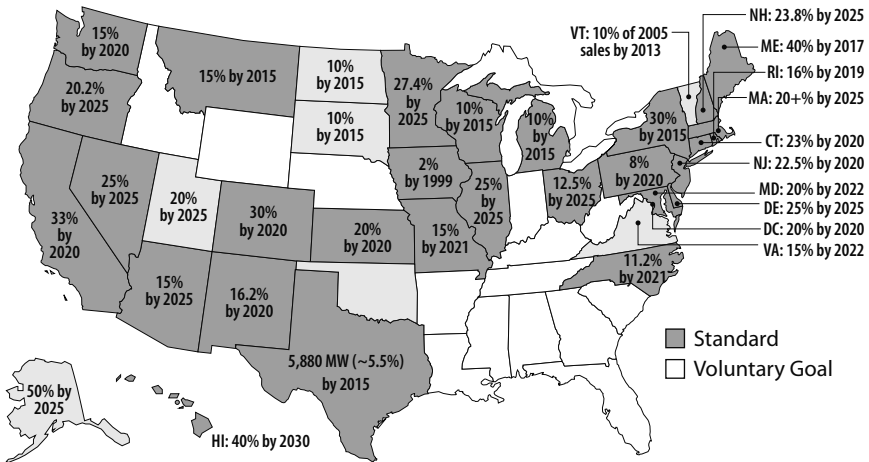 NH: 23.8% by 2025
VT: 10% of 2005
sales by 2013
ME: 40% by 2017
RI: 16% by 2019
MA: 20+% by 2025
CT: 23% by 2020
NJ: 22.5% by 2020
MD: 20% by 2022
DE: 25% by 2025
DC: 20% by 2020
VA: 15% by 2022
15%
by 2020
20.2%
by 2025
15% by 2015
10%
by 2015
10%
by 2015
27.4%
by
2025
10%
by 2015
10%
by
2015
30%
by 2015
8%
by 2020
2%
by 1999
25%
by
2025
12.5%
by 2025
33%
by
2020
25%
by 2025
20%
by 2025
30%
by 2020
20%
by 2020
15%
by 2021
15%
by 2025
16.2%
by 2020
11.2%
by 2021
5,880 MW (~5.5%)
by 2015
50% by
2025
HI: 40% by 2030
Standard
Voluntary Goal